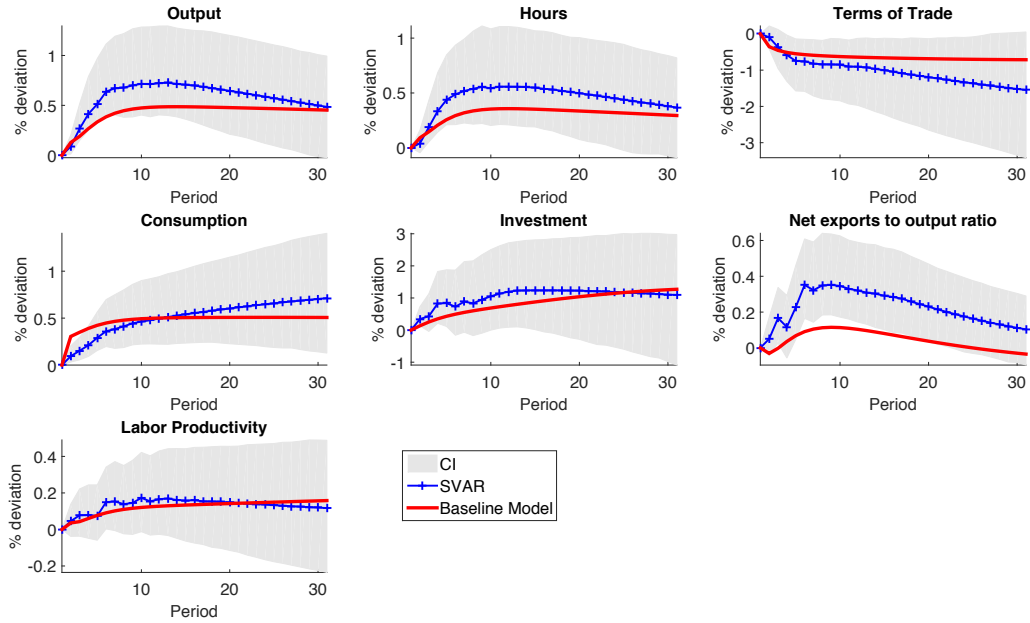 Output
% deviation
1
0.5
0
10 20 30
Period
Hours
% deviation
1
0.5
0
10 20 30
Period
Terms of Trade
% deviation
0
-1
-2
-3
10 20 30
Period
Consumption
% deviation
1
0.5
0
10 20 30
Period
Investment
% deviation
3
2
1
0
-1
10 20 30
Period
Net exports to output ratio
% deviation
0.6
0.4
0.2
0
10 20 30
Period
Labor Productivity
% deviation
0.4
0.2
0
-0.2
10 20 30
Period
CI
SVAR
Baseline Model